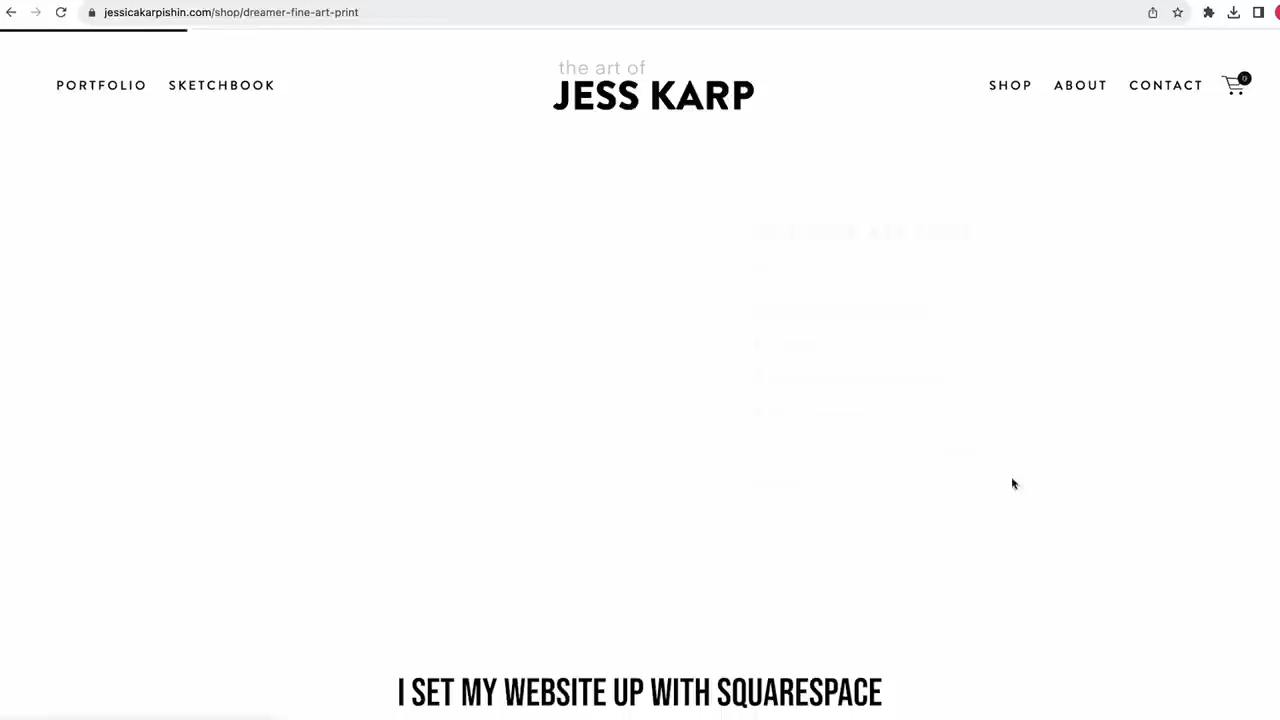 jessicakarpishin.com/shop/dreamer-fine-art-print
PORTFOLIO SKETCHBOOK
the art of
JESS KARP
SHOP ABOUT CONTACT 0
I SET MY WEBSITE UP WITH SQUARESPACE